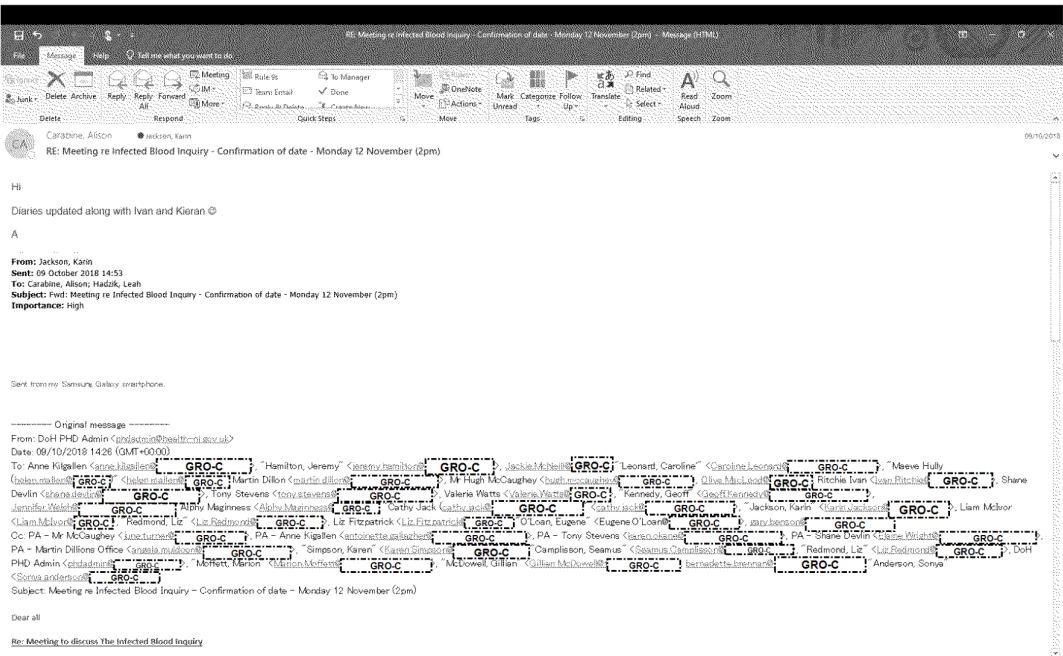 RE: Meeting re Infected Blood Inquiry - Confirmation of date - Monday 12 November (2pm) - Message (HTML)
File Message Help Tell me what you want to do
Ignore Junk Delete Archive Reply Reply All Forward Meeting IM More Rule 9s To Manager Team Email Done Reply & Delete Create New Move Rules OneNote Actions Mark Unread Categorize Follow Up Translate Find Related Select Read Aloud Zoom
Delete Respond Quick Steps Move Tags Editing Speech Zoom
CA Carabine, Alison Jackson, Karin 09/10/2018
RE: Meeting re Infected Blood Inquiry - Confirmation of date - Monday 12 November (2pm)
Hi
Diaries updated along with Ivan and Kieran ☺
A
From: Jackson, Karin
Sent: 09 October 2018 14:53
To: Carabine, Alison; Hadzik, Leah
Subject: Fwd: Meeting re Infected Blood Inquiry - Confirmation of date - Monday 12 November (2pm)
Importance: High
Sent from my Samsung Galaxy smartphone.
-------- Original message --------
From: DoH PHD Admin <phdadmin@health-ni.gov.uk>
Date: 09/10/2018 14:26 (GMT+00:00)
To: Anne Kilgallen <anne.kilgallen@ GRO-C >, "Hamilton, Jeremy" <jeremy.hamilton@ GRO-C >, Jackie.McNeill@ GRO-C "Leonard, Caroline" <Caroline.Leonard@ GRO-C >, "Maeve Hully
(helen.mallen@ GRO-C )" <helen.mallen@ GRO-C Martin Dillon <martin.dillon@ GRO-C >, Mr Hugh McCaughey <hugh.mccaughey@ GRO-C , Olive MacLeod@ GRO-C Ritchie Ivan <Ivan.Ritchie@ GRO-C >, Shane
Devlin <shane.devlin@ GRO-C >, Tony Stevens <tony.stevens@ GRO-C >, Valerie Watts <Valerie.Watts@ GRO-C >, "Kennedy, Geoff" <Geoff.Kennedy@ GRO-C >,
Jennifer.Welsh@ GRO-C "Alphy Maginness" <Alphy.Maginness@ GRO-C "Cathy Jack (cathy.jack@ GRO-C <cathy.jack@ GRO-C >, "Jackson, Karin" <Karin.Jackson@ GRO-C >, Liam McIvor
<Liam.McIvor@ GRO-C >, "Redmond, Liz" <Liz.Redmond@ GRO-C >, Liz Fitzpatrick <Liz.Fitzpatrick@ GRO-C "O'Loan, Eugene" <Eugene.O'Loan@ GRO-C >, gary.benson@ GRO-C
Cc: PA - Mr McCaughey <june.turner@ GRO-C >, PA - Anne Kilgallen <antoinette.gallagher@ GRO-C >, PA - Tony Stevens <karen.okane@ GRO-C >, PA - Shane Devlin <Elaine.Wright@ GRO-C >,
PA - Martin Dillions Office <angela.muldoon@ GRO-C >, "Simpson, Karen" <Karen.Simpson@ GRO-C "Camplisson, Seamus" <Seamus.Camplisson@ GRO-C >, "Redmond, Liz" <Liz.Redmond@ GRO-C >, DoH
PHD Admin <phdadmin@ GRO-C >, "Moffett, Marion" <Marion.Moffett@ GRO-C >, "McDowell, Gillian" <Gillian.McDowell@ GRO-C bernadette.brennan@ GRO-C "Anderson, Sonya"
<Sonya.anderson@ GRO-C
Subject: Meeting re Infected Blood Inquiry - Confirmation of date - Monday 12 November (2pm)
Dear all
Re: Meeting to discuss The Infected Blood Inquiry